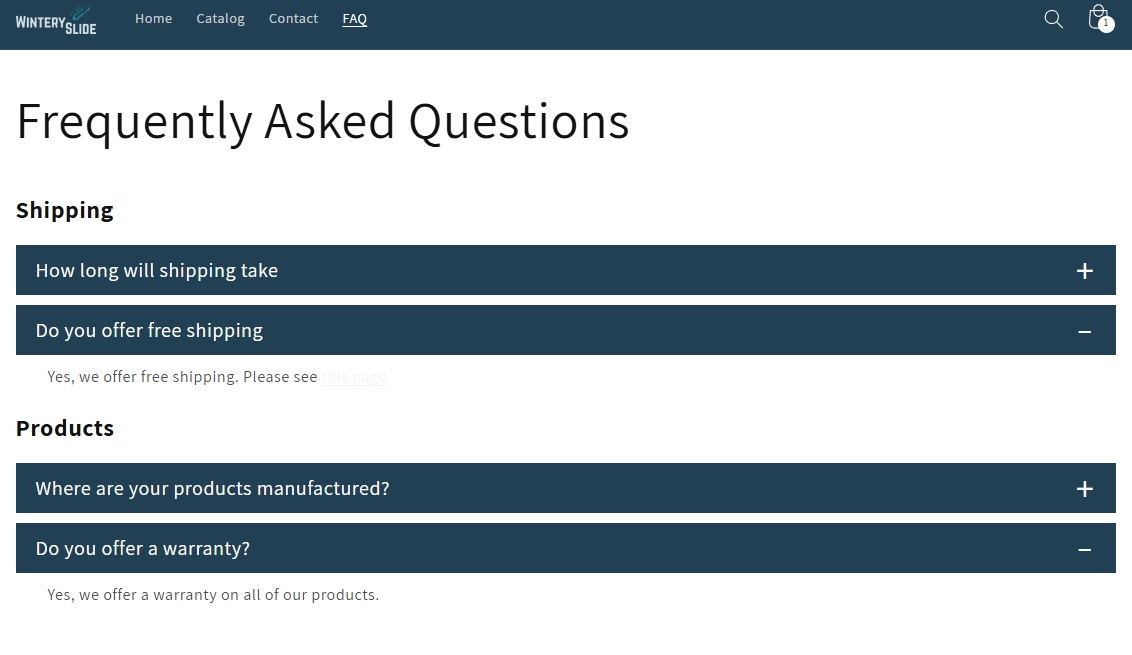 WINTERY SLIDE
Home Catalog Contact FAQ
1
Frequently Asked Questions
Shipping
How long will shipping take
Do you offer free shipping
Yes, we offer free shipping. Please see this page
Products
Where are your products manufactured?
Do you offer a warranty?
Yes, we offer a warranty on all of our products.